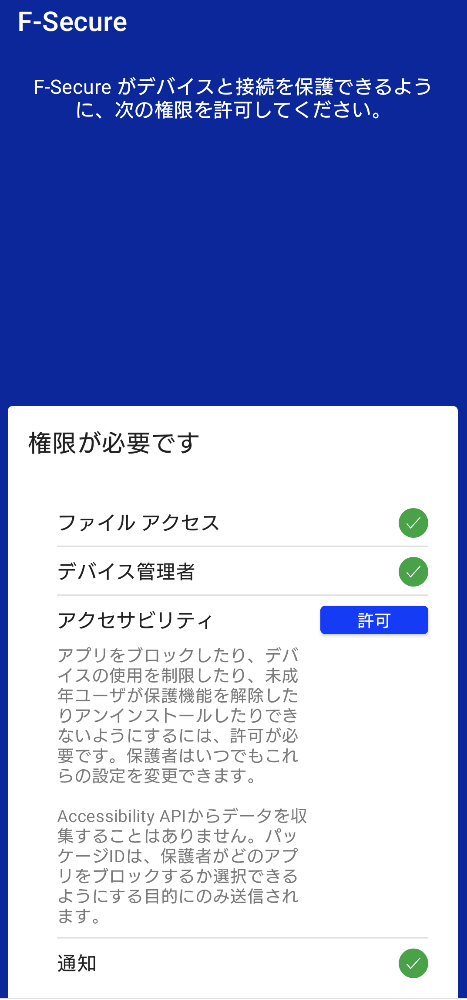 F-Secure
F-Secure がデバイスと接続を保護できるよう
に、次の権限を許可してください。
権限が必要です
ファイル アクセス
デバイス管理者
アクセサビリティ
許可
アプリをブロックしたり、デバ
イスの使用を制限したり、未成
年ユーザが保護機能を解除した
りアンインストールしたりでき
ないようにするには、許可が必
要です。保護者はいつでもこれ
らの設定を変更できます。
Accessibility APIからデータを収
集することはありません。パッ
ケージIDは、保護者がどのアプ
リをブロックするか選択できる
ようにする目的にのみ送信され
ます。
通知